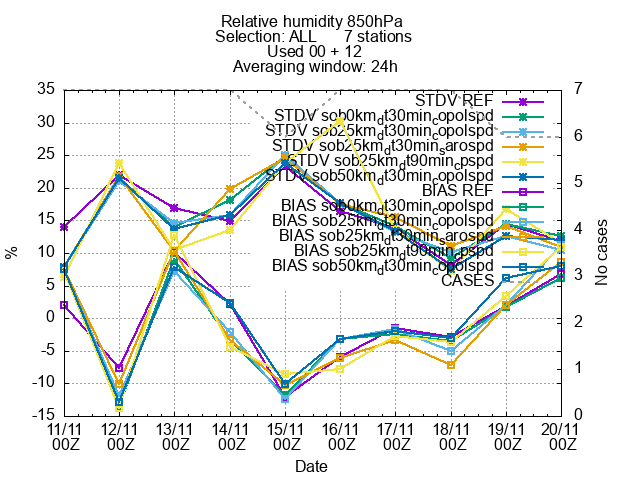 Relative humidity 850hPa
Selection: ALL 7 stations
Used 00 + 12
Averaging window: 24h
35
30
25
20
15
10
5
0
-5
-10
-15
%
7
6
5
4
3
2
1
0
No cases
STDV REF
STDV sob0km_dt30min_copolspd
STDV sob25km_dt30min_copolspd
STDV sob25km_dt30min_sarospd
STDV sob25km_dt90min_cpspd
STDV sob50km_dt30min_copolspd
BIAS REF
BIAS sob0km_dt30min_copolspd
BIAS sob25km_dt30min_copolspd
BIAS sob25km_dt30min_sarospd
BIAS sob25km_dt90min_cpspd
BIAS sob50km_dt30min_copolspd
CASES
11/11 12/11 13/11 14/11 15/11 16/11 17/11 18/11 19/11 20/11
00Z 00Z 00Z 00Z 00Z 00Z 00Z 00Z 00Z 00Z
Date